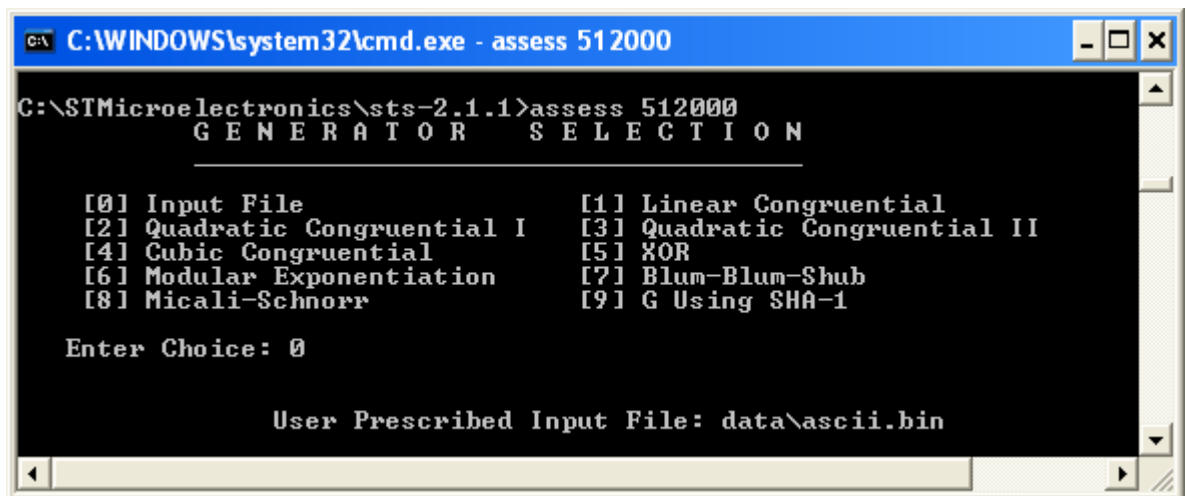 C:\WINDOWS\system32\cmd.exe - assess 512000
C:\STMicroelectronics\sts-2.1.1>assess 512000
G E N E R A T O R S E L E C T I O N
[0] Input File [1] Linear Congruential
[2] Quadratic Congruential I [3] Quadratic Congruential II
[4] Cubic Congruential [5] XOR
[6] Modular Exponentiation [7] Blum-Blum-Shub
[8] Micali-Schnorr [9] G Using SHA-1
Enter Choice: 0
User Prescribed Input File: data\ascii.bin